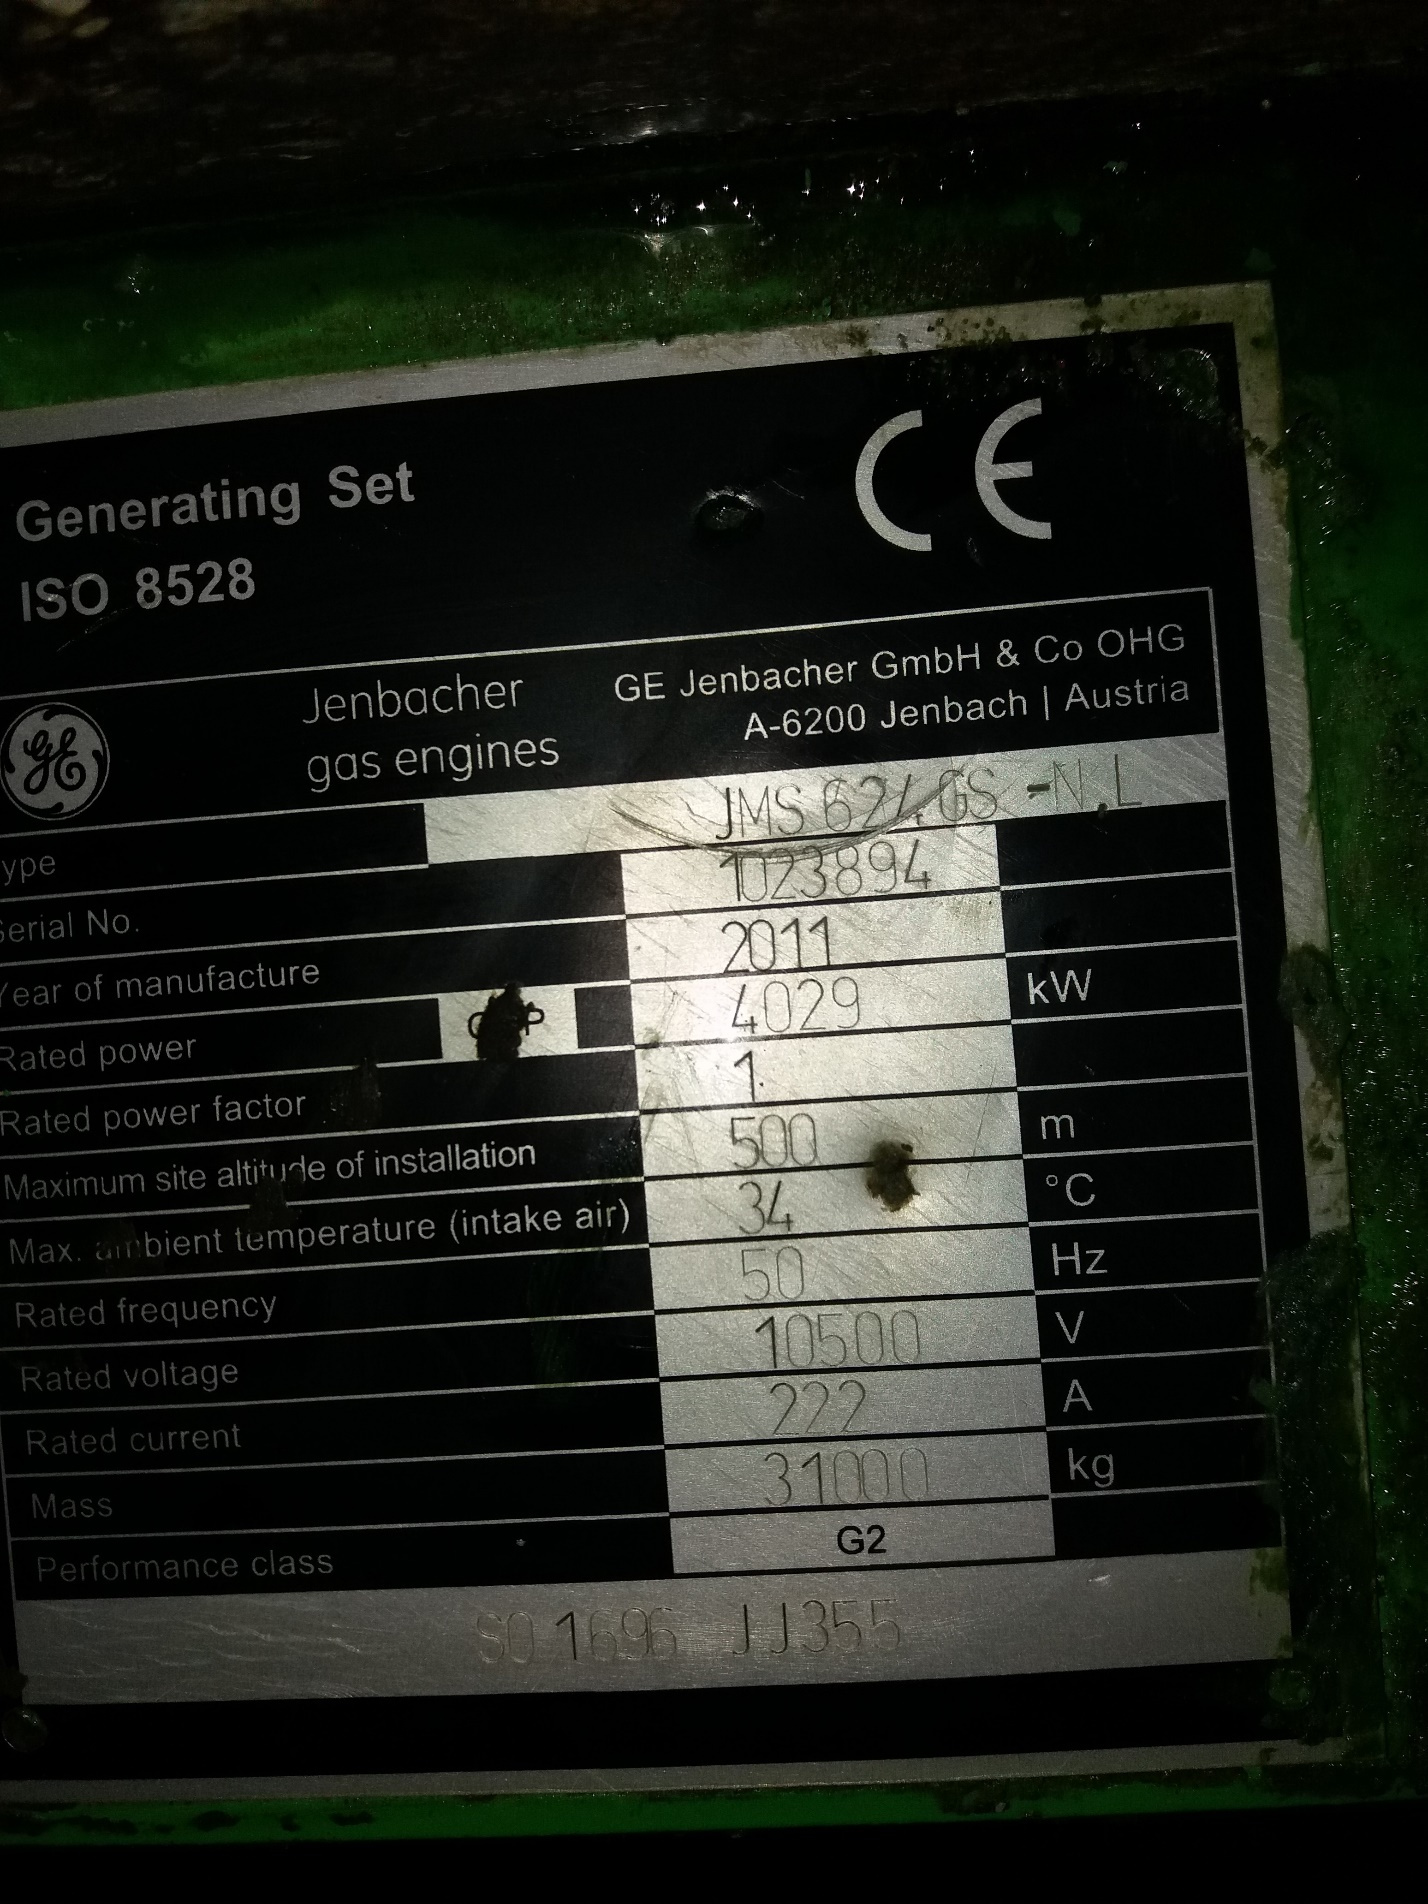 Generating Set
ISO 8528
CE
GE
Jenbacher
gas engines
GE Jenbacher GmbH & Co OHG
A-6200 Jenbach | Austria
ype JMS 624 GS -N.L
Serial No. 1023894
Year of manufacture 2011
Rated power 4029 kW
Rated power factor 1
Maximum site altitude of installation 500 m
Max. ambient temperature (intake air) 34 °C
Rated frequency 50 Hz
Rated voltage 10500 V
Rated current 222 A
Mass 31000 kg
Performance class G2
SO 1696 JJ355